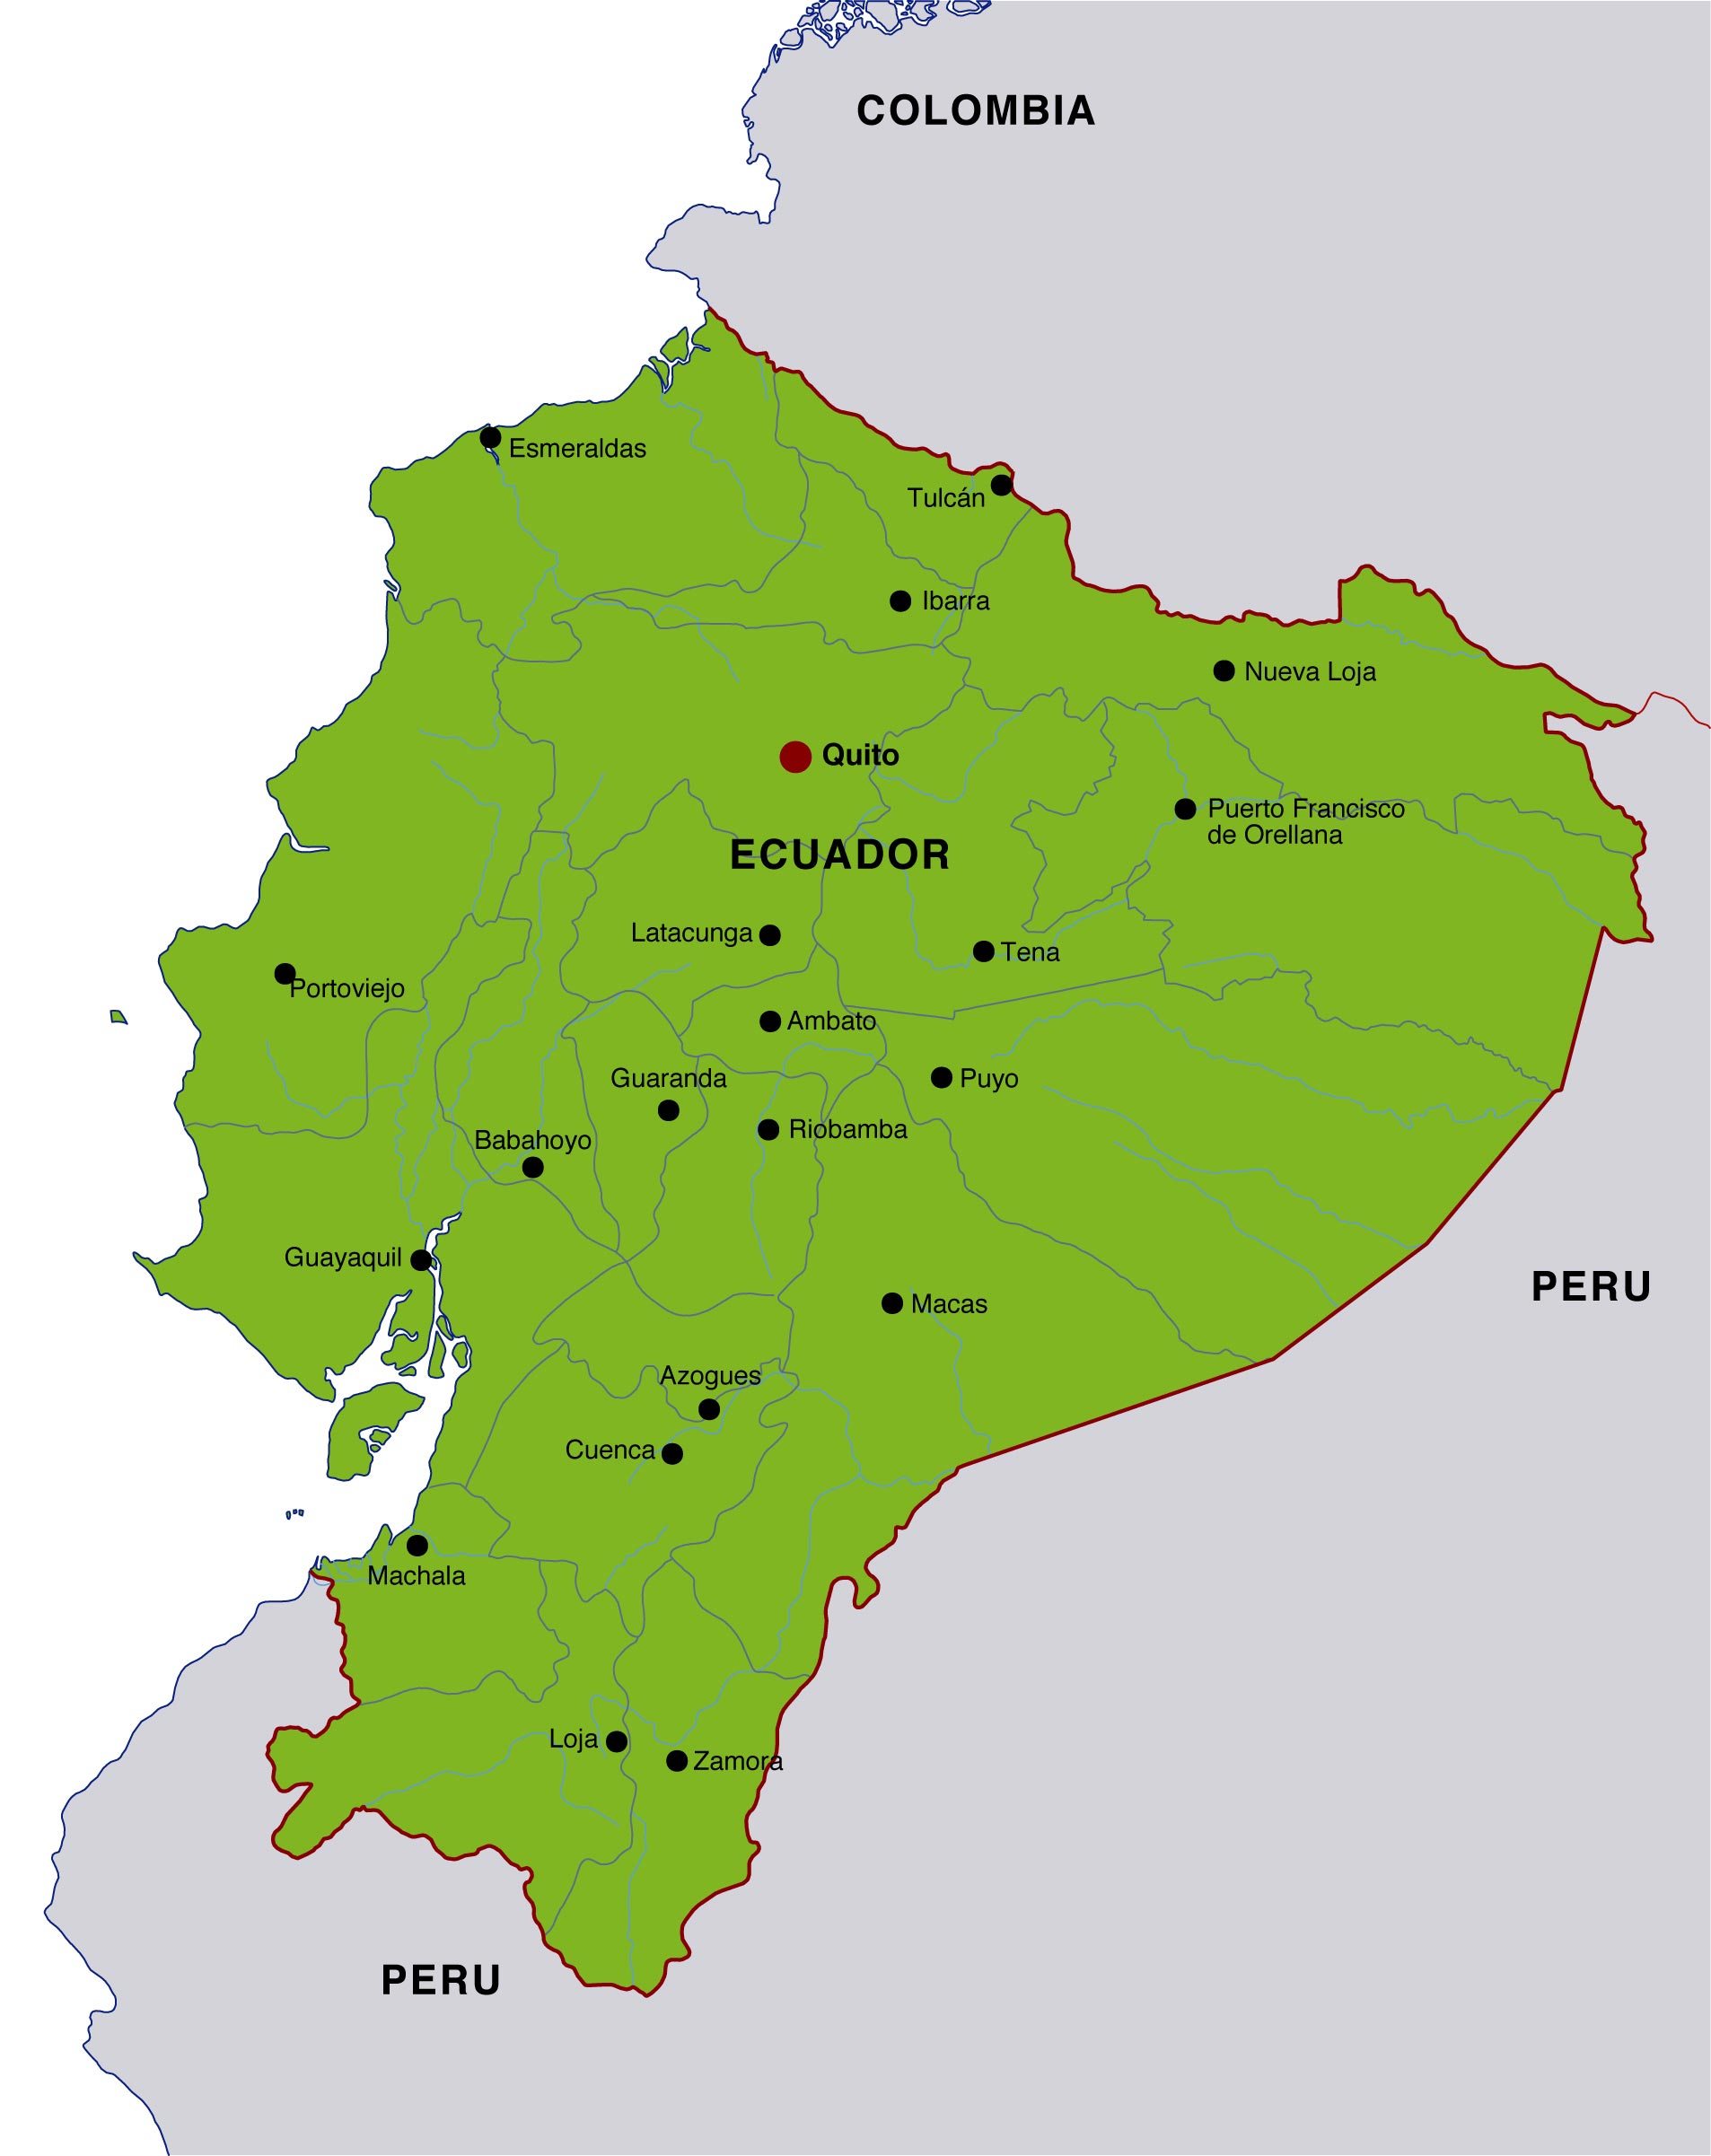 COLOMBIA
Esmeraldas
Tulcán
Ibarra
Nueva Loja
Quito
Puerto Francisco
de Orellana
ECUADOR
Latacunga
Tena
Portoviejo
Ambato
Guaranda
Puyo
Riobamba
Babahoyo
Guayaquil
PERU
Macas
Azogues
Cuenca
Machala
Loja
Zamora
PERU